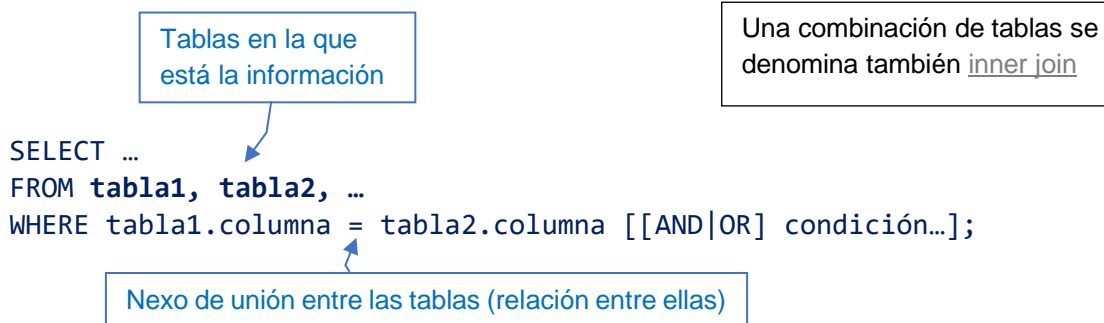 Tablas en la que
está la información
Una combinación de tablas se
denomina también inner join
SELECT …
FROM tabla1, tabla2, …
WHERE tabla1.columna = tabla2.columna [[AND|OR] condición…];
Nexo de unión entre las tablas (relación entre ellas)